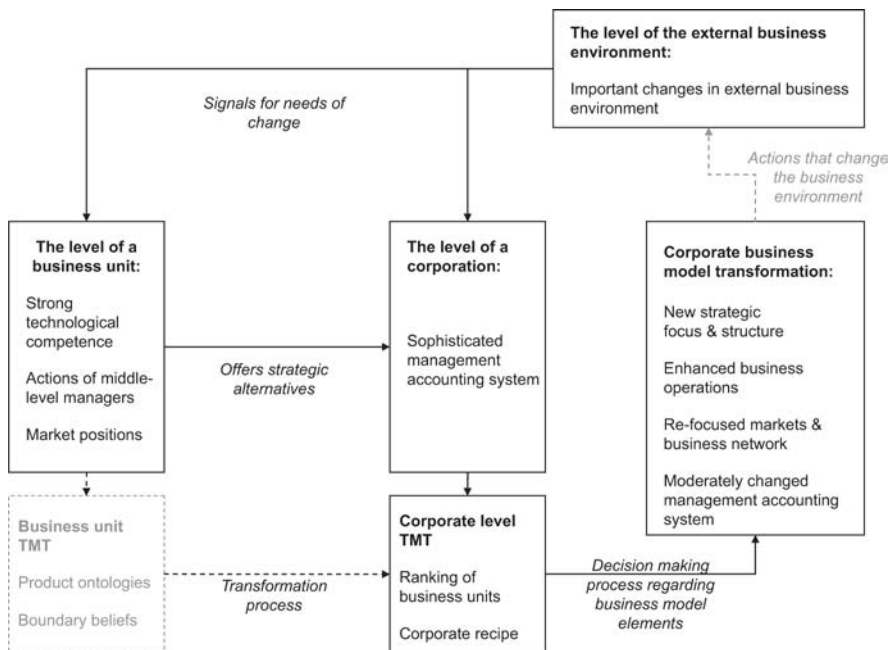 The level of the external business
environment:
Important changes in external business
environment
Signals for needs of
change
Actions that change
the business
environment
The level of a
business unit:
Strong
technological
competence
Actions of middle-
level managers
Market positions
Offers strategic
alternatives
The level of a
corporation:
Sophisticated
management
accounting system
Corporate business
model transformation:
New strategic
focus & structure
Enhanced business
operations
Re-focused markets &
business network
Moderately changed
management accounting
system
Business unit
TMT
Product ontologies
Boundary beliefs
Transformation
process
Corporate level
TMT
Ranking of
business units
Corporate recipe
Decision making
process regarding
business model
elements